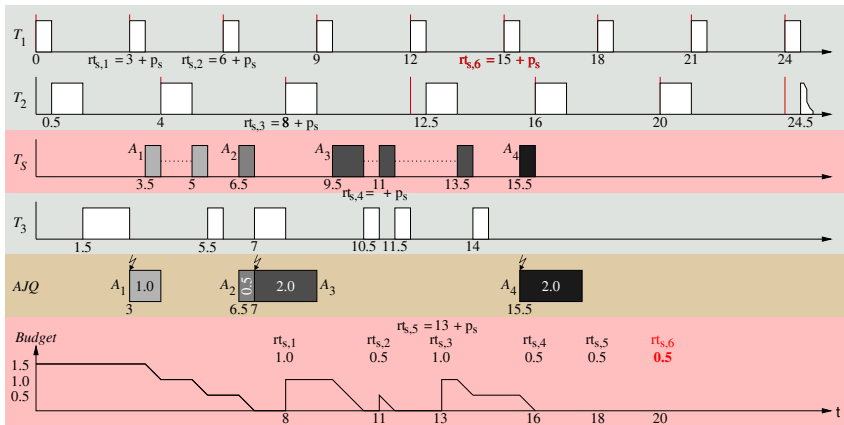 T1
0 3 6 9 12 15 18 21 24
rts,1 = 3 + ps rts,2 = 6 + ps rts,6 = 15 + ps
T2
0.5 4 8 12.5 16 20 24.5
rts,3 = 8 + ps
TS A1 A2 A3 A4
3.5 5 6.5 9.5 11 13.5 15.5
rts,4 = + ps
T3
1.5 5.5 7 10.5 11.5 14
AJQ A1 1.0 A2 0.5 2.0 A3 A4 2.0
3 6.5 7 15.5
rts,5 = 13 + ps
Budget rts,1 rts,2 rts,3 rts,4 rts,5 rts,6
1.0 0.5 1.0 0.5 0.5 0.5
1.5
1.0
0.5
8 11 13 16 18 20 t